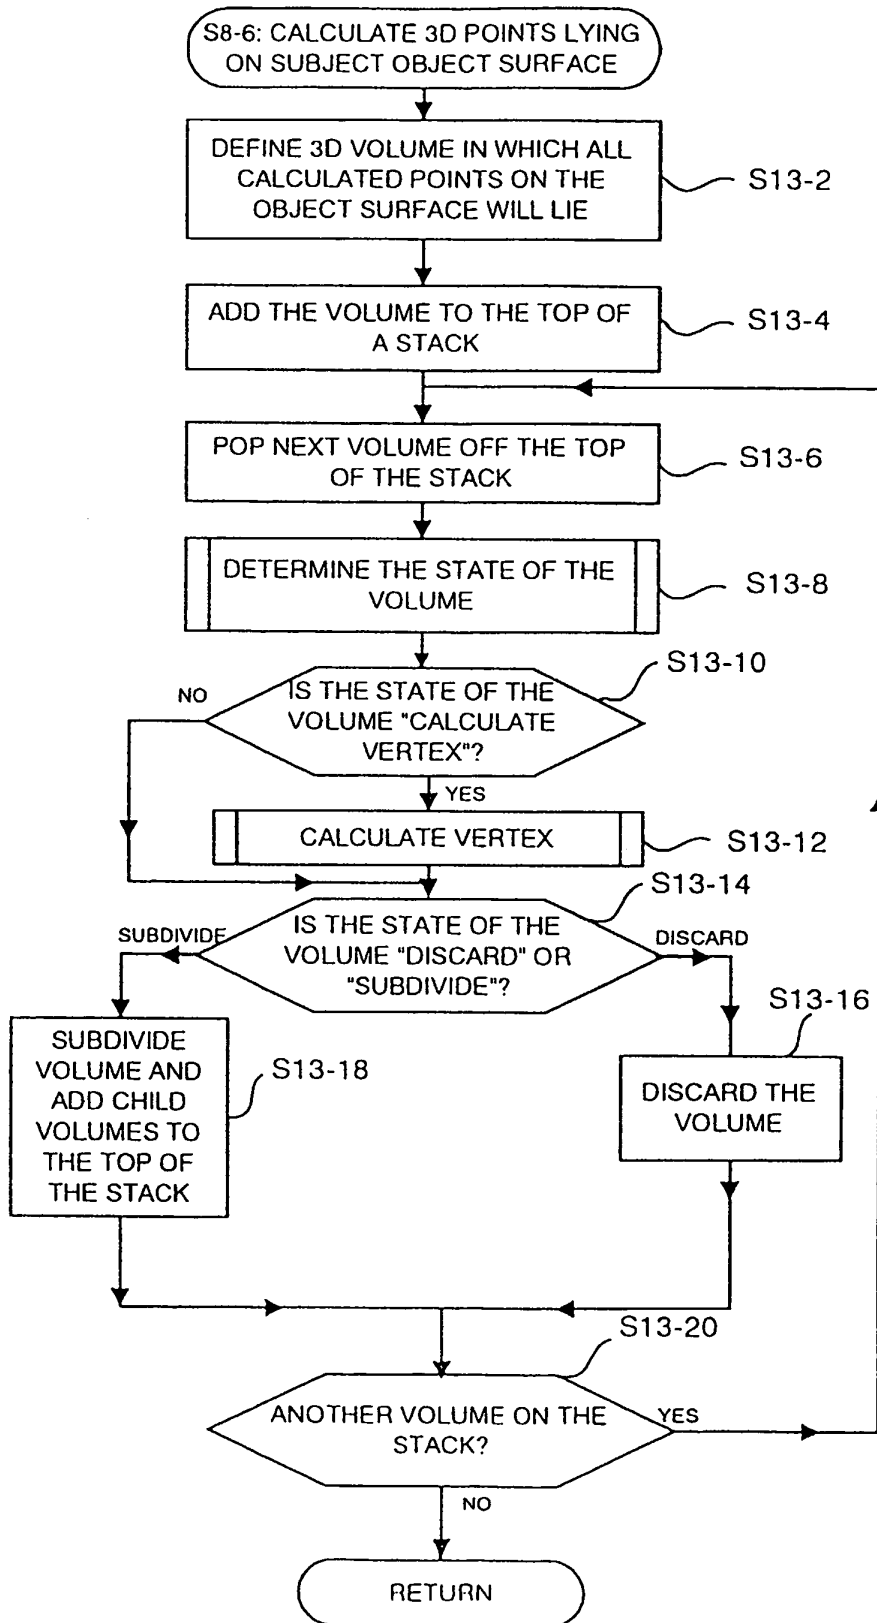 S8-6: CALCULATE 3D POINTS LYING
ON SUBJECT OBJECT SURFACE
DEFINE 3D VOLUME IN WHICH ALL
CALCULATED POINTS ON THE
OBJECT SURFACE WILL LIE
S13-2
ADD THE VOLUME TO THE TOP OF
A STACK
S13-4
POP NEXT VOLUME OFF THE TOP
OF THE STACK
S13-6
DETERMINE THE STATE OF THE
VOLUME
S13-8
S13-10
NO
IS THE STATE OF THE
VOLUME "CALCULATE
VERTEX"?
YES
CALCULATE VERTEX
S13-12
S13-14
SUBDIVIDE
IS THE STATE OF THE
VOLUME "DISCARD" OR
"SUBDIVIDE"?
DISCARD
S13-16
SUBDIVIDE
VOLUME AND
ADD CHILD
VOLUMES TO
THE TOP OF
THE STACK
S13-18
DISCARD THE
VOLUME
S13-20
ANOTHER VOLUME ON THE
STACK?
YES
NO
RETURN